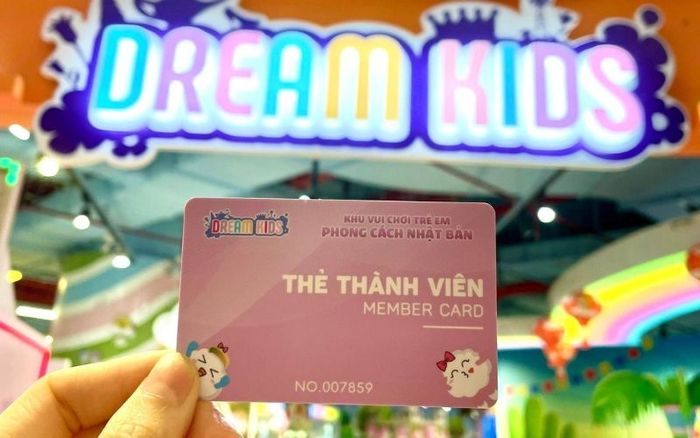 DREAM KIDS
DREAM KIDS
KHU VUI CHƠI TRẺ EM
PHONG CÁCH NHẬT BẢN
THẺ THÀNH VIÊN
MEMBER CARD
NO.007859